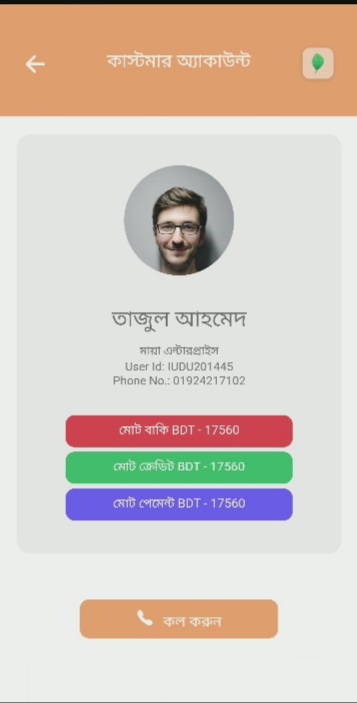 কাস্টমার অ্যাকাউন্ট
তাজুল আহমেদ
মায়া এন্টারপ্রাইস
User Id: IUDU201445
Phone No.: 01924217102
মোট বাকি BDT - 17560
মোট ক্রেডিট BDT - 17560
মোট পেমেন্ট BDT - 17560
কল করুন